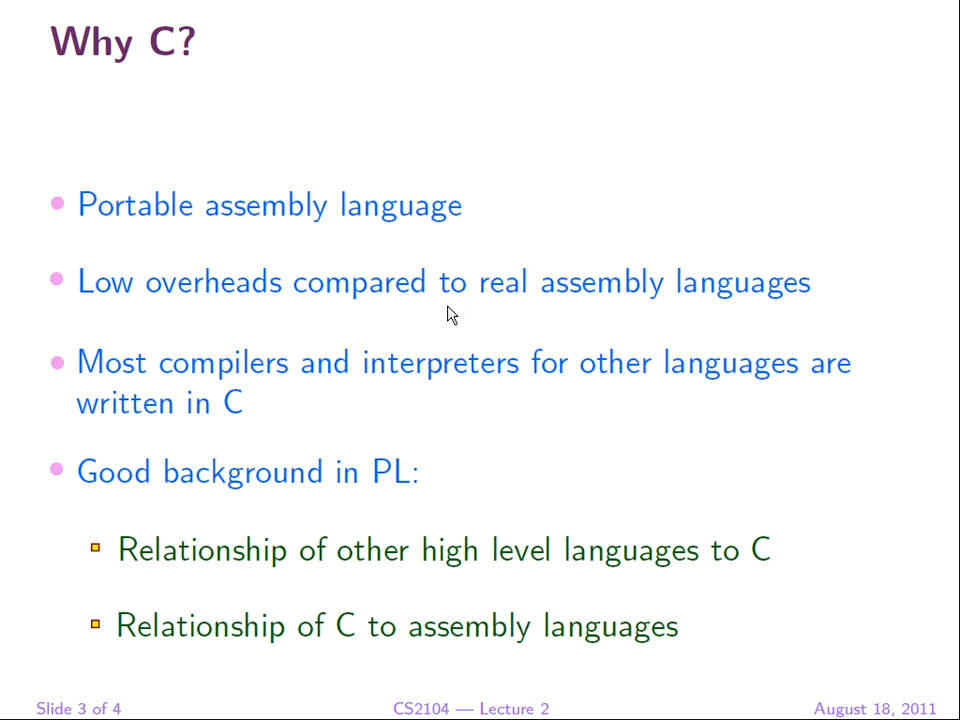 Why C?
Portable assembly language
Low overheads compared to real assembly languages
Most compilers and interpreters for other languages are
written in C
Good background in PL:
Relationship of other high level languages to C
Relationship of C to assembly languages
Slide 3 of 4
CS2104 — Lecture 2
August 18, 2011